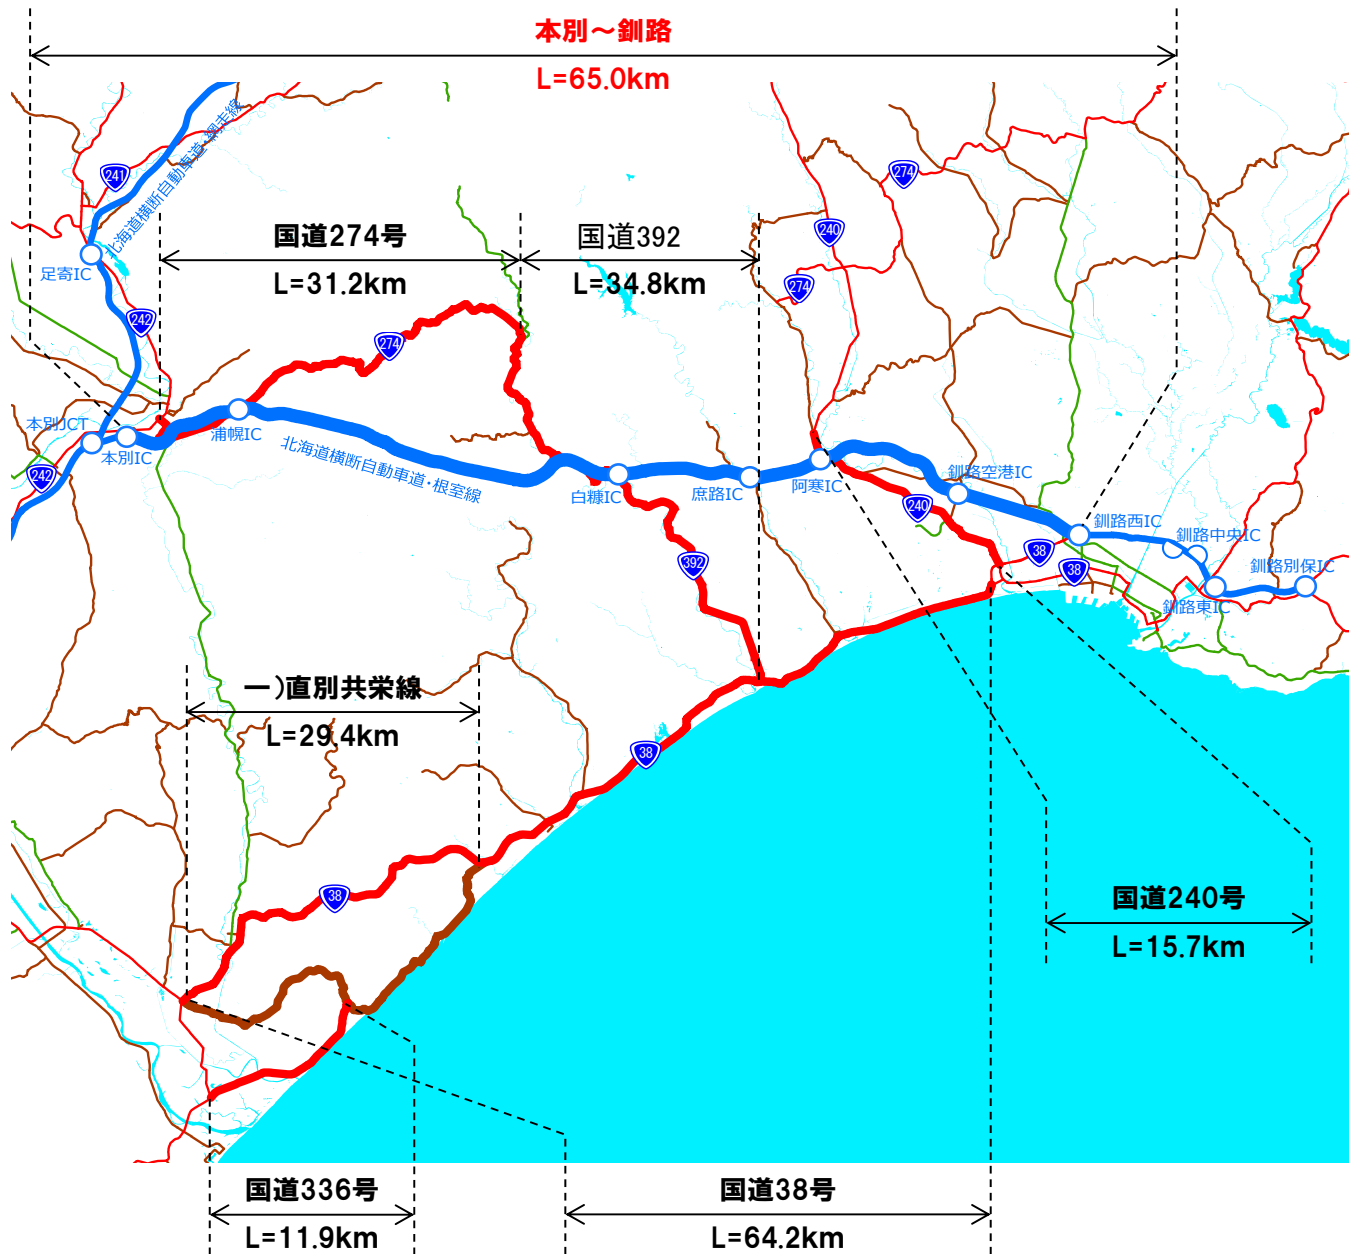 本別～釧路
L=65.0km
北海道横断自動車道・網走線
241
274
国道274号
L=31.2km
国道392
L=34.8km
240
足寄IC
274
242
274
本別JCT
本別IC
浦幌IC
北海道横断自動車道・根室線
242
白糠IC
庶路IC
阿寒IC
釧路空港IC
240
釧路西IC
釧路中央IC
38
38
392
釧路別保IC
釧路東IC
一）直別共栄線
L=29.4km
38
38
国道240号
L=15.7km
国道336号
L=11.9km
国道38号
L=64.2km